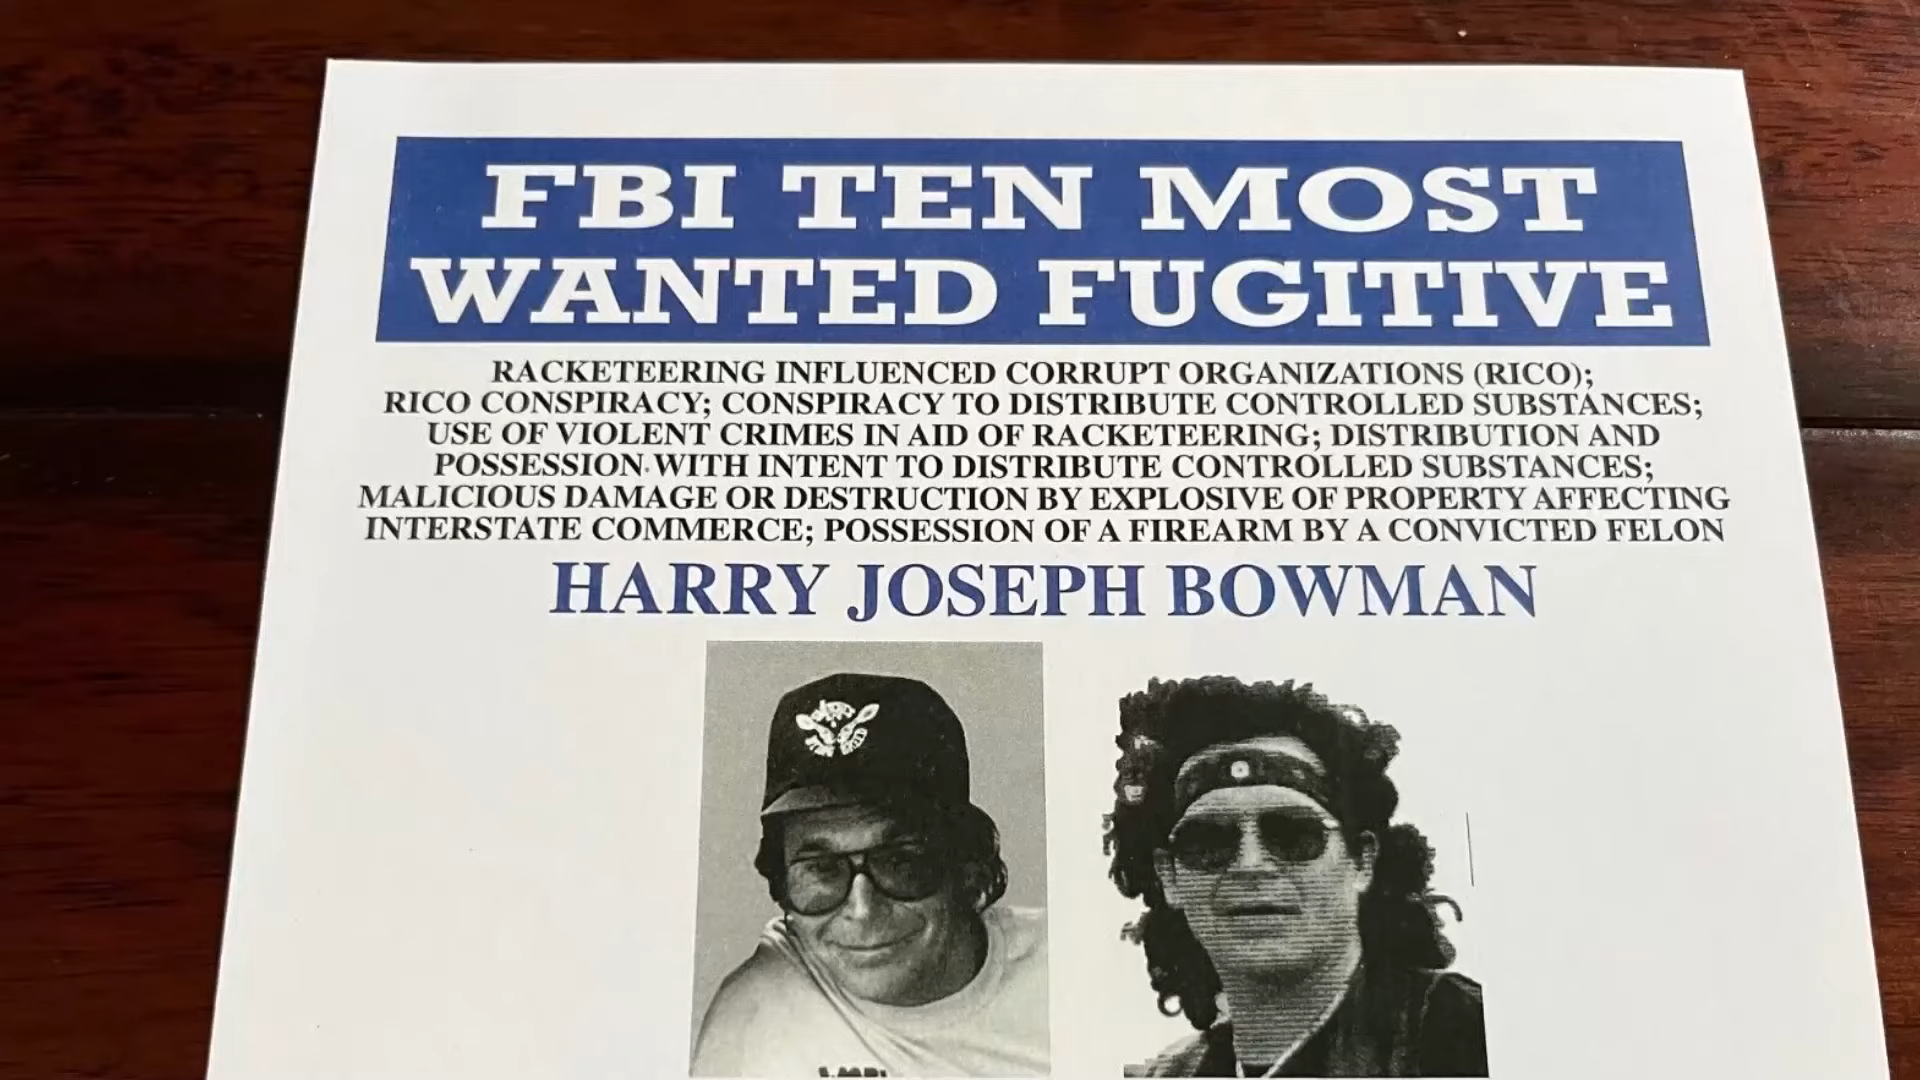 FBI TEN MOST
WANTED FUGITIVE
RACKETEERING INFLUENCED CORRUPT ORGANIZATIONS (RICO);
RICO CONSPIRACY; CONSPIRACY TO DISTRIBUTE CONTROLLED SUBSTANCES;
USE OF VIOLENT CRIMES IN AID OF RACKETEERING; DISTRIBUTION AND
POSSESSION WITH INTENT TO DISTRIBUTE CONTROLLED SUBSTANCES;
MALICIOUS DAMAGE OR DESTRUCTION BY EXPLOSIVE OF PROPERTY AFFECTING
INTERSTATE COMMERCE; POSSESSION OF A FIREARM BY A CONVICTED FELON
HARRY JOSEPH BOWMAN